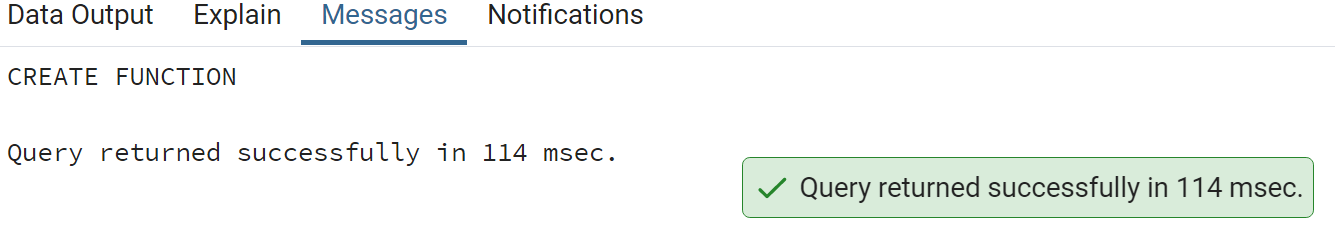 Data Output Explain Messages Notifications
CREATE FUNCTION
Query returned successfully in 114 msec.
Query returned successfully in 114 msec.